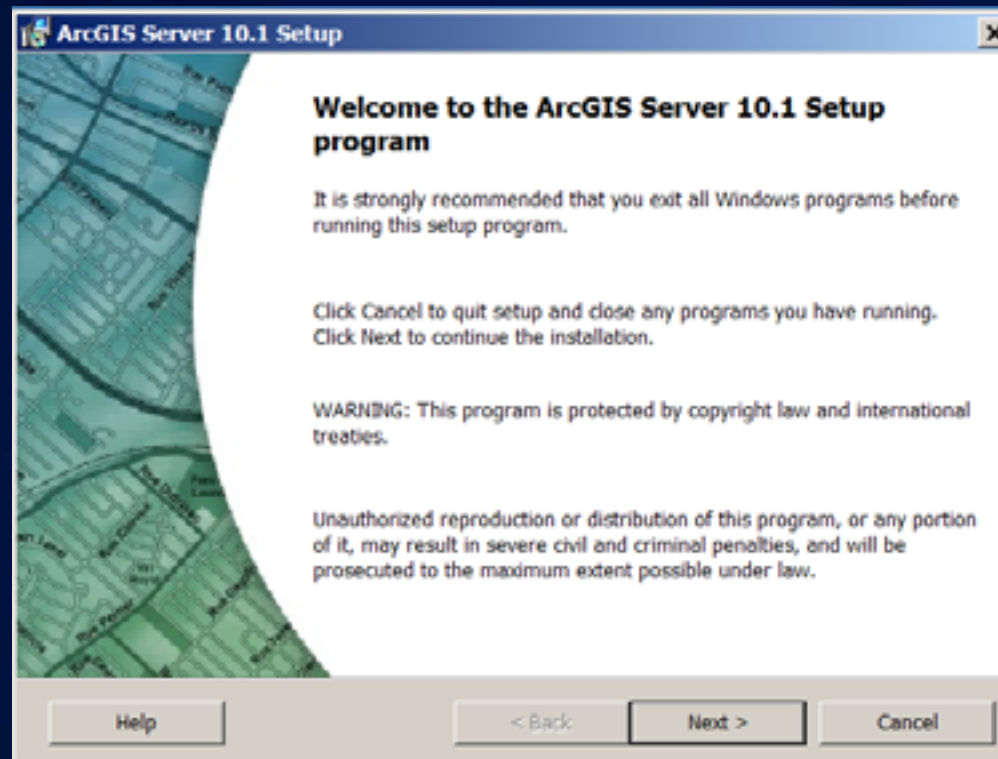 ArcGIS Server 10.1 Setup
Welcome to the ArcGIS Server 10.1 Setup
program
It is strongly recommended that you exit all Windows programs before
running this setup program.
Click Cancel to quit setup and close any programs you have running.
Click Next to continue the installation.
WARNING: This program is protected by copyright law and international
treaties.
Unauthorized reproduction or distribution of this program, or any portion
of it, may result in severe civil and criminal penalties, and will be
prosecuted to the maximum extent possible under law.
Help
< Back
Next >
Cancel